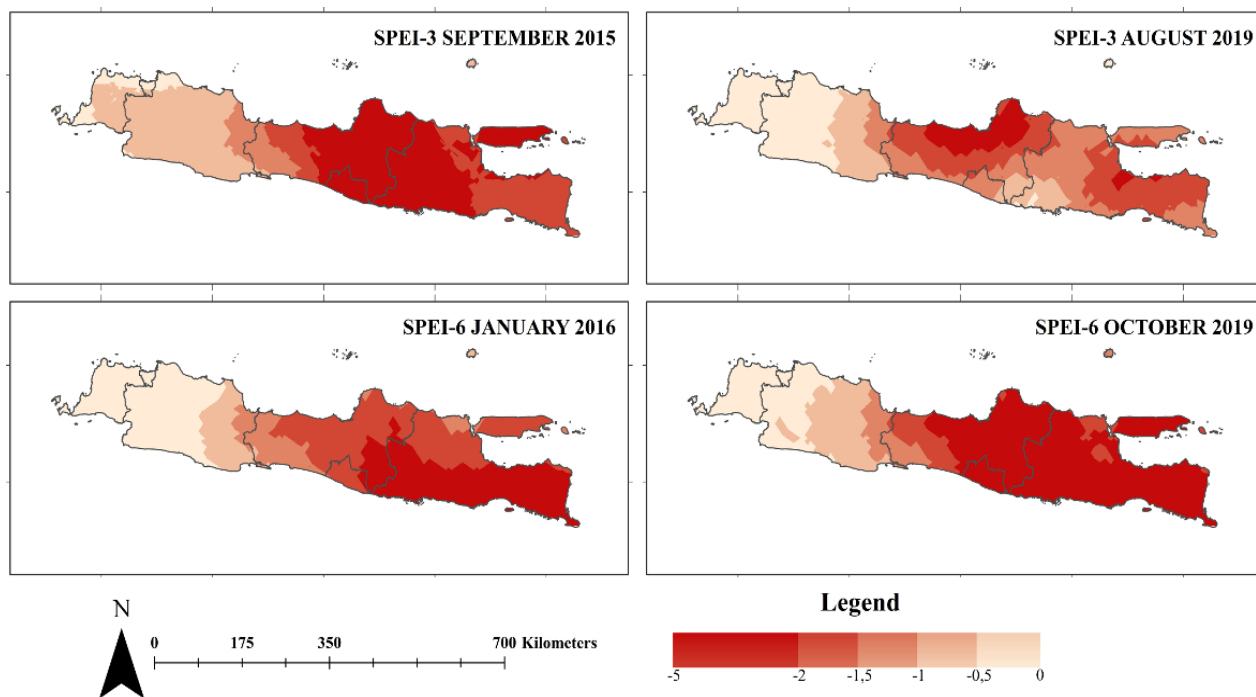 SPEI-3 SEPTEMBER 2015
SPEI-3 AUGUST 2019
SPEI-6 JANUARY 2016
SPEI-6 OCTOBER 2019
N
0 175 350 700 Kilometers
Legend
-5 -2 -1,5 -1 -0,5 0